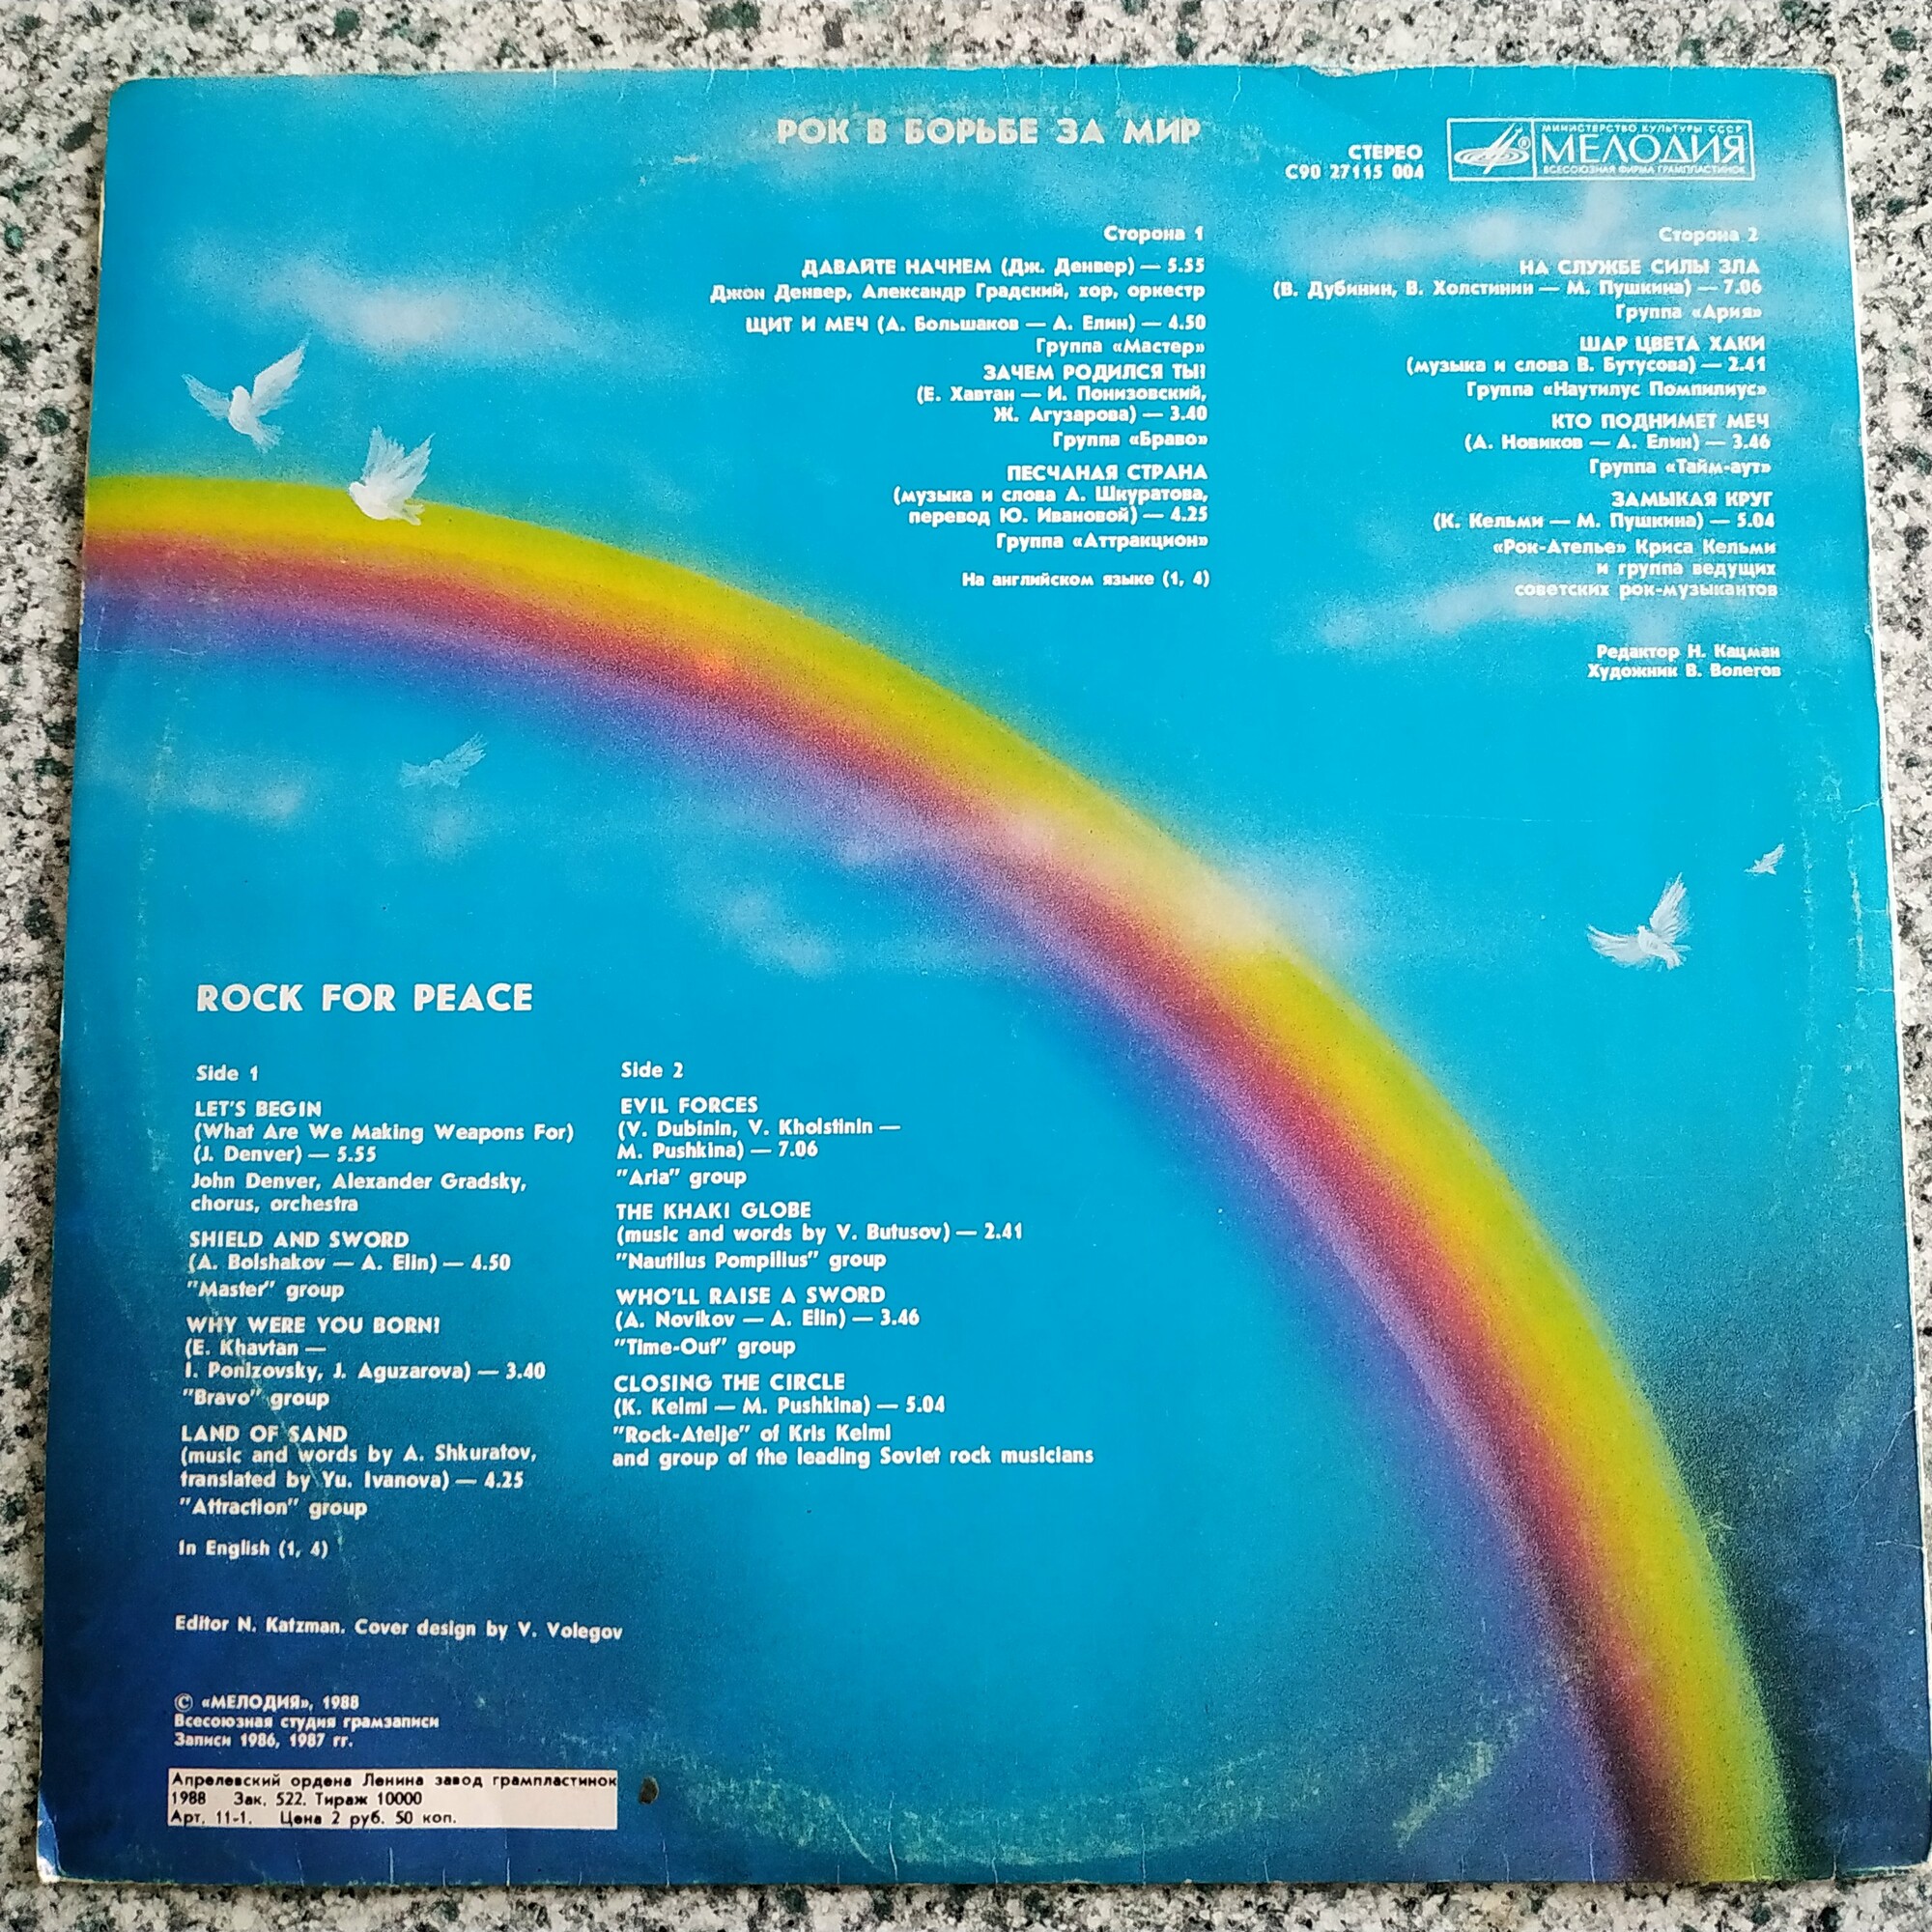 РОК В БОРЬБЕ ЗА МИР
СТЕРЕО
С90 27115 004
МИНИСТЕРСТВО КУЛЬТУРЫ СССР
МЕЛОДИЯ
ВСЕСОЮЗНАЯ ФИРМА ГРАМПЛАСТИНОК
Сторона 1
ДАВАЙТЕ НАЧНЕМ (Дж. Денвер) — 5.55
Джон Денвер, Александр Градский, хор, оркестр
ЩИТ И МЕЧ (А. Большаков — А. Елин) — 4.50
Группа «Мастер»
ЗАЧЕМ РОДИЛСЯ ТЫ?
(Е. Хавтан — И. Понизовский,
Ж. Агузарова) — 3.40
Группа «Браво»
ПЕСЧАНАЯ СТРАНА
(музыка и слова А. Шкуратова,
перевод Ю. Ивановой) — 4.25
Группа «Аттракцион»
На английском языке (1, 4)
Сторона 2
НА СЛУЖБЕ СИЛЫ ЗЛА
(В. Дубинин, В. Холстинин — М. Пушкина) — 7.06
Группа «Ария»
ШАР ЦВЕТА ХАКИ
(музыка и слова В. Бутусова) — 2.41
Группа «Наутилус Помпилиус»
КТО ПОДНИМЕТ МЕЧ
(А. Новиков — А. Елин) — 3.46
Группа «Тайм-аут»
ЗАМЫКАЯ КРУГ
(К. Кельми — М. Пушкина) — 5.04
«Рок-Ателье» Криса Кельми
и группа ведущих
советских рок-музыкантов
Редактор Н. Кацман
Художник В. Волегов
ROCK FOR PEACE
Side 1
LET'S BEGIN
(What Are We Making Weapons For)
(J. Denver) — 5.55
John Denver, Alexander Gradsky,
chorus, orchestra
SHIELD AND SWORD
(A. Bolshakov — A. Elin) — 4.50
"Master" group
WHY WERE YOU BORN?
(E. Khavtan —
I. Ponizovsky, J. Aguzarova) — 3.40
"Bravo" group
LAND OF SAND
(music and words by A. Shkuratov,
translated by Yu. Ivanova) — 4.25
"Attraction" group
In English (1, 4)
Side 2
EVIL FORCES
(V. Dubinin, V. Kholstinin —
M. Pushkina) — 7.06
"Aria" group
THE KHAKI GLOBE
(music and words by V. Butusov) — 2.41
"Nautilus Pompilius" group
WHO'LL RAISE A SWORD
(A. Novikov — A. Elin) — 3.46
"Time-Out" group
CLOSING THE CIRCLE
(K. Kelmi — M. Pushkina) — 5.04
"Rock-Atelje" of Kris Kelmi
and group of the leading Soviet rock musicians
Editor N. Katzman. Cover design by V. Volegov
© «МЕЛОДИЯ», 1988
Всесоюзная студия грамзаписи
Записи 1986, 1987 гг.
Апрелевский ордена Ленина завод грампластинок
1988 Зак. 522. Тираж 10000
Арт. 11-1. Цена 2 руб. 50 коп.